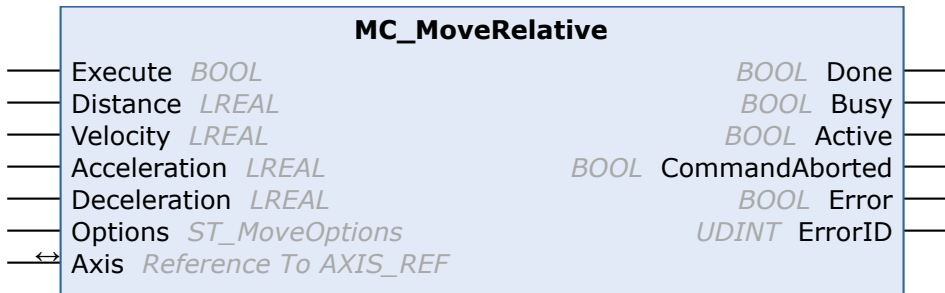 MC_MoveRelative
Execute BOOL BOOL Done
Distance LREAL BOOL Busy
Velocity LREAL BOOL Active
Acceleration LREAL BOOL CommandAborted
Deceleration LREAL BOOL Error
Options ST_MoveOptions UDINT ErrorID
↔ Axis Reference To AXIS_REF